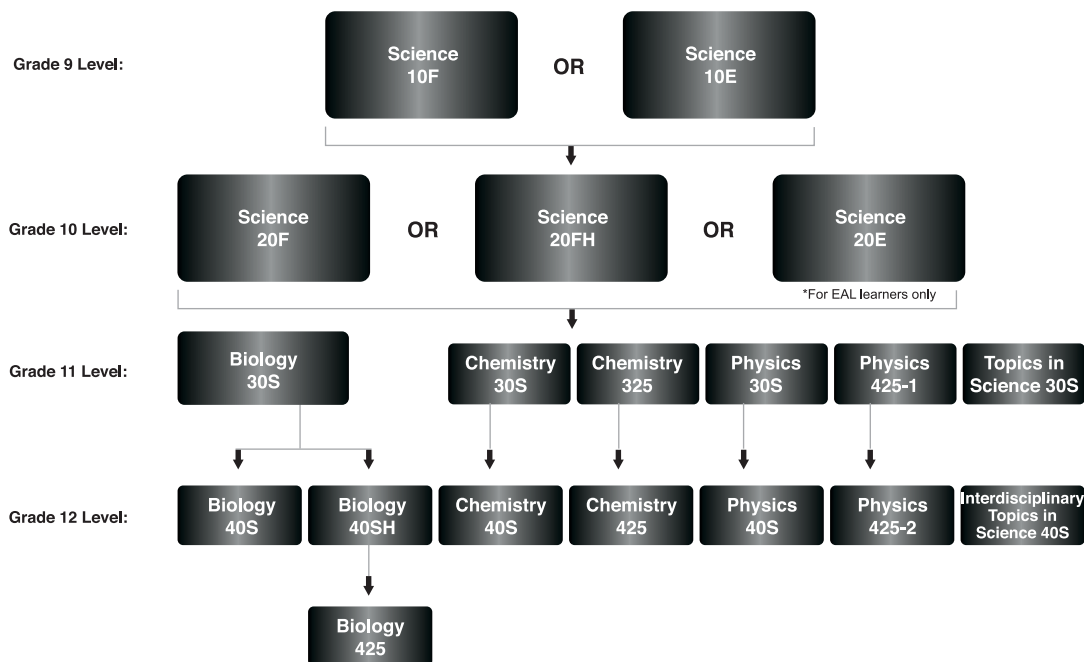 Grade 9 Level:
Science
10F
OR
Science
10E
Grade 10 Level:
Science
20F
OR
Science
20FH
OR
Science
20E
*For EAL learners only
Grade 11 Level:
Biology
30S
Chemistry
30S
Chemistry
325
Physics
30S
Physics
425-1
Topics in
Science 30S
Grade 12 Level:
Biology
40S
Biology
40SH
Chemistry
40S
Chemistry
425
Physics
40S
Physics
425-2
Interdisciplinary
Topics in
Science 40S
Biology
425